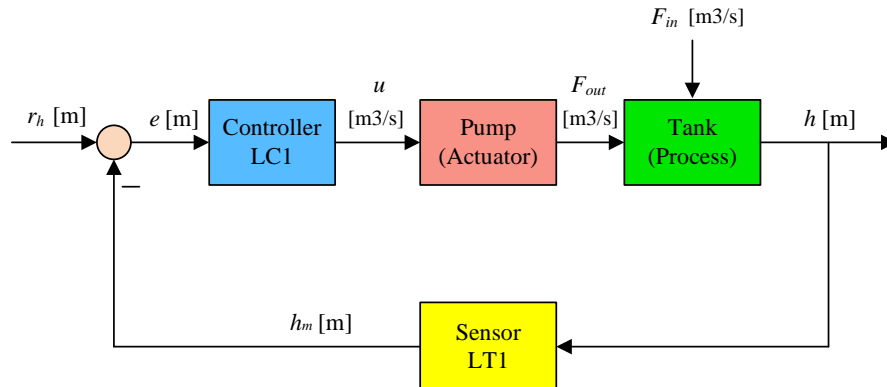 F_in [m3/s]
r_h [m]
e [m]
Controller
LC1
u
[m3/s]
Pump
(Actuator)
F_out
[m3/s]
Tank
(Process)
h [m]
–
h_m [m]
Sensor
LT1